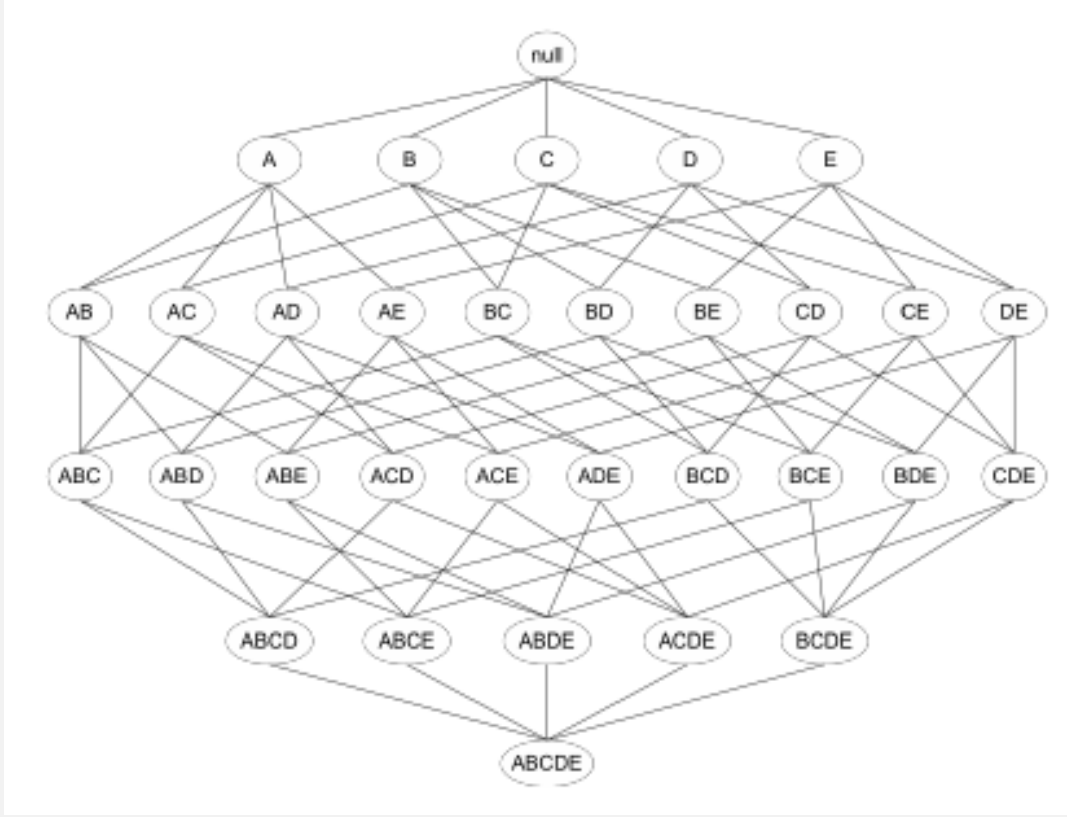 null
A B C D E
AB AC AD AE BC BD BE CD CE DE
ABC ABD ABE ACD ACE ADE BCD BCE BDE CDE
ABCD ABCE ABDE ACDE BCDE
ABCDE